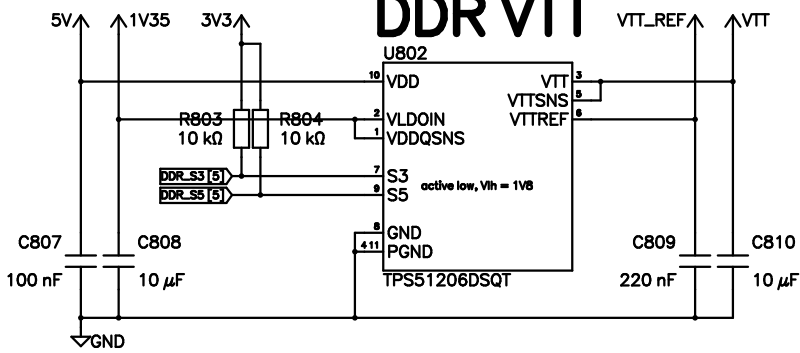 DDR VTT
5V 1V35 3V3 VTT_REF VTT
U802
10 VDD VTT 3
VTTSNS 5
R803 R804 2 VLDOIN VTTREF 6
10 kΩ 10 kΩ 1 VDDQSNS
DDR_S3 [5] 7 S3
DDR_S5 [5] 9 S5 active low, Vih = 1V8
8 GND
C807 C808 4 11 PGND C809 C810
100 nF 10 µF TPS51206DSQT 220 nF 10 µF
GND